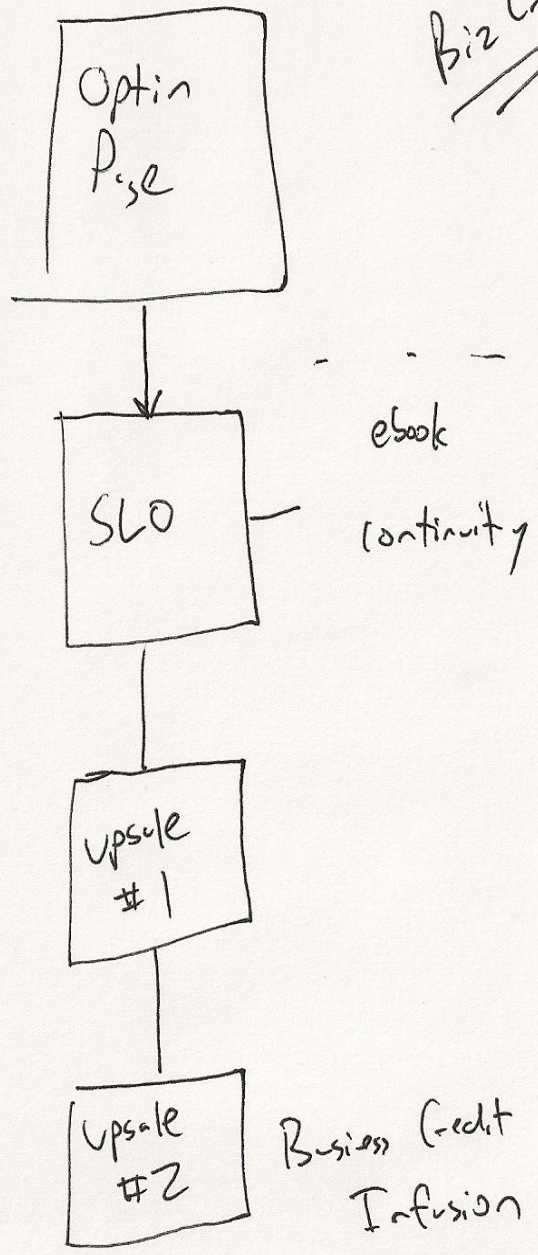 Biz
Optin
Page
ebook
SLO
continuity
upsale
#1
upsale
#2
Business Credit
Infusion